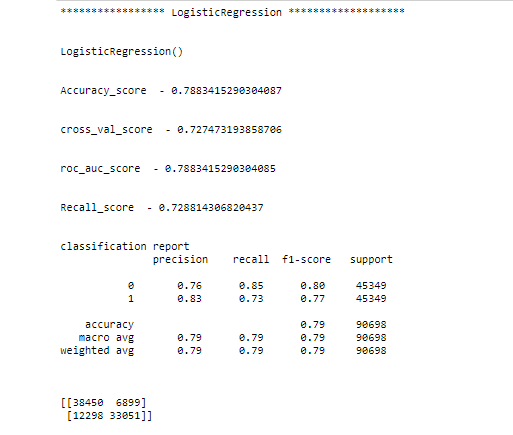 ***************** LogisticRegression *******************
LogisticRegression()
Accuracy_score - 0.7883415290304087
cross_val_score - 0.727473193858706
roc_auc_score - 0.7883415290304085
Recall_score - 0.728814306820437
classification report
precision recall f1-score support
0 0.76 0.85 0.80 45349
1 0.83 0.73 0.77 45349
accuracy 0.79 90698
macro avg 0.79 0.79 0.79 90698
weighted avg 0.79 0.79 0.79 90698
[[38450 6899]
[12298 33051]]